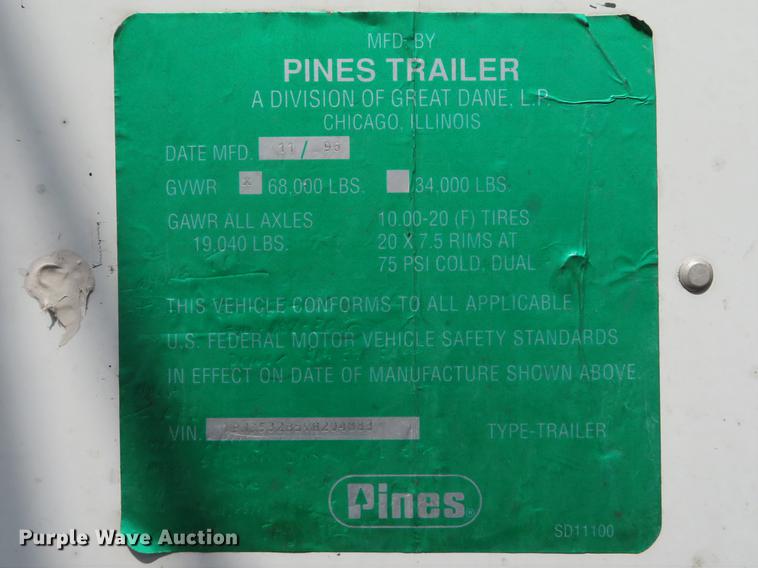 MFD. BY
PINES TRAILER
A DIVISION OF GREAT DANE, L.P.
CHICAGO, ILLINOIS
DATE MFD. 11/
GVWR X 68,000 LBS. 34,000 LBS.
GAWR ALL AXLES 10.00-20 (F) TIRES
19,040 LBS. 20 X 7.5 RIMS AT
75 PSI COLD, DUAL
THIS VEHICLE CONFORMS TO ALL APPLICABLE
U.S. FEDERAL MOTOR VEHICLE SAFETY STANDARDS
IN EFFECT ON DATE OF MANUFACTURE SHOWN ABOVE.
VIN. TYPE-TRAILER
Pines®
SD11100
Purple Wave Auction